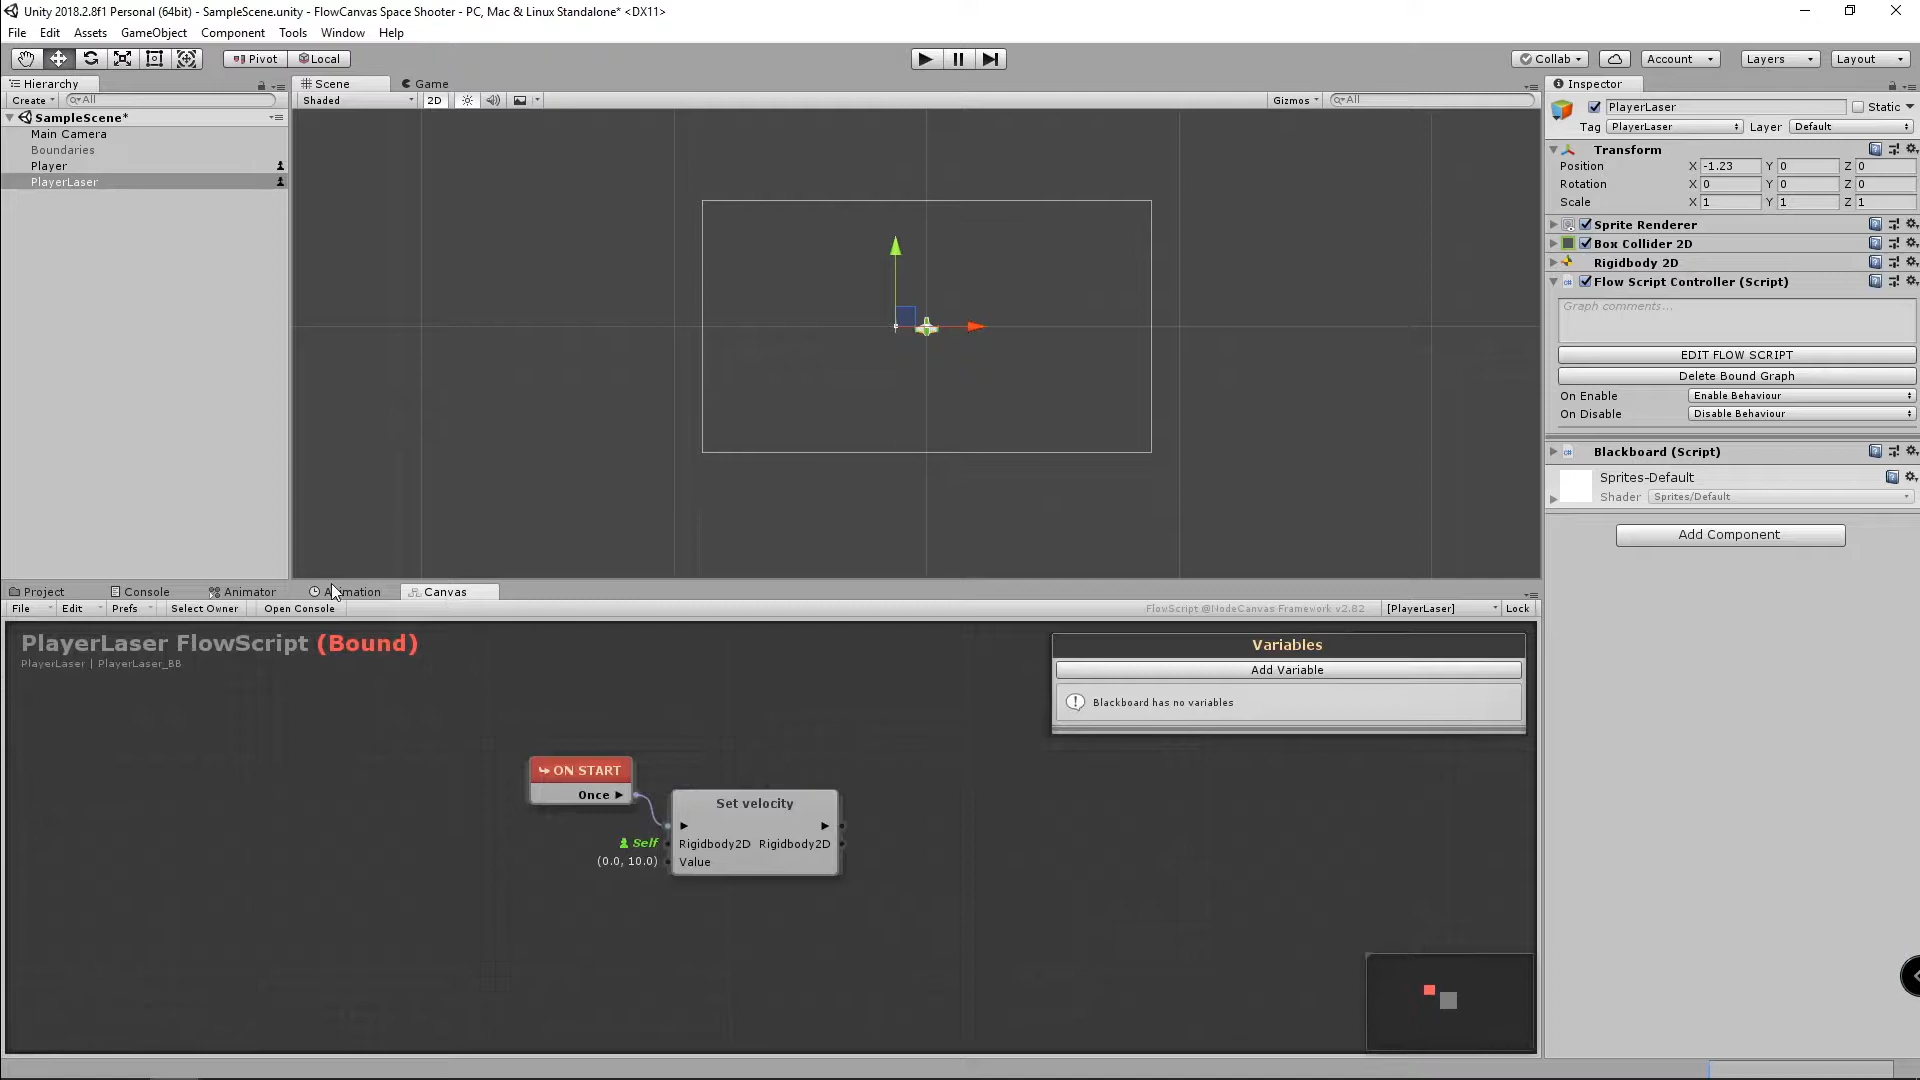 Unity 2018.2.8f1 Personal (64bit) - SampleScene.unity - FlowCanvas Space Shooter - PC, Mac & Linux Standalone* <DX11>
File Edit Assets GameObject Component Tools Window Help
Pivot Local Collab Account Layers Layout
Hierarchy Scene Game Inspector
Create All Shaded 2D Gizmos All
SampleScene*
Main Camera
Boundaries
Player
PlayerLaser
PlayerLaser Static
Tag PlayerLaser Layer Default
Transform
Position X -1.23 Y 0 Z 0
Rotation X 0 Y 0 Z 0
Scale X 1 Y 1 Z 1
Sprite Renderer
Box Collider 2D
Rigidbody 2D
Flow Script Controller (Script)
Graph comments...
EDIT FLOW SCRIPT
Delete Bound Graph
On Enable Enable Behaviour
On Disable Disable Behaviour
Blackboard (Script)
Sprites-Default
Shader Sprites/Default
Add Component
Project Console Animator Animation Canvas
File Edit Prefs Select Owner Open Console FlowScript @NodeCanvas Framework v2.82 [PlayerLaser] Lock
PlayerLaser FlowScript (Bound)
PlayerLaser | PlayerLaser_BB
Variables
Add Variable
Blackboard has no variables
ON START
Once
Set velocity
Self Rigidbody2D Rigidbody2D
(0.0, 10.0) Value